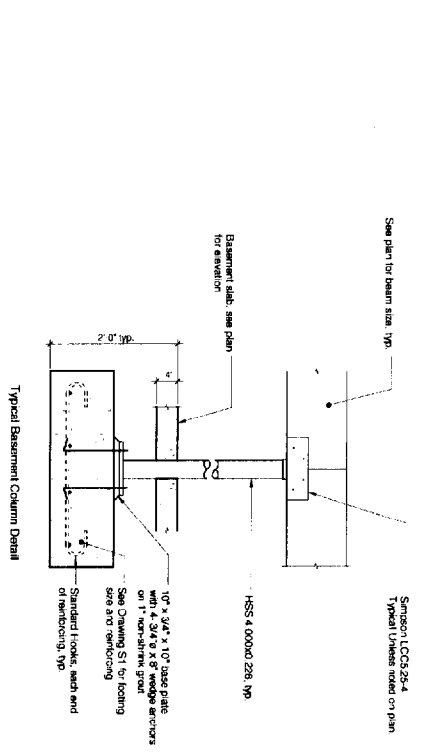 Simpson LCC5.25-4
Typical Unless noted on plan
See plan for beam size, typ.
HSS 4.000x0.226, typ.
Basement slab, see plan
for elevation
4"
2'-0" typ.
10" x 3/4" x 10" base plate
with 4- 3/4"ø x 8" wedge anchors
on 1" non-shrink grout
See Drawing S1 for footing
size and reinforcing
Standard Hooks, each end
of reinforcing, typ.
Typical Basement Column Detail